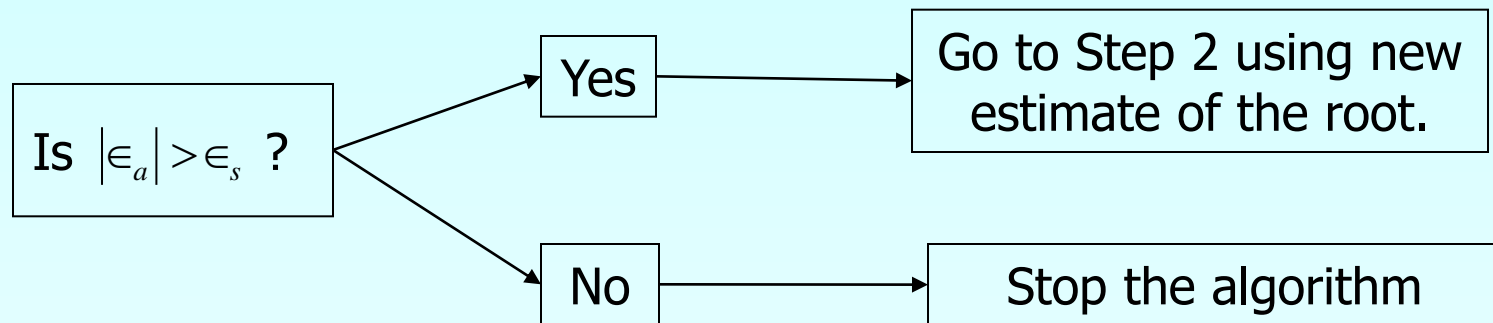 Is |∈ₐ| > ∈ₛ ?
Yes
Go to Step 2 using new
estimate of the root.
No
Stop the algorithm